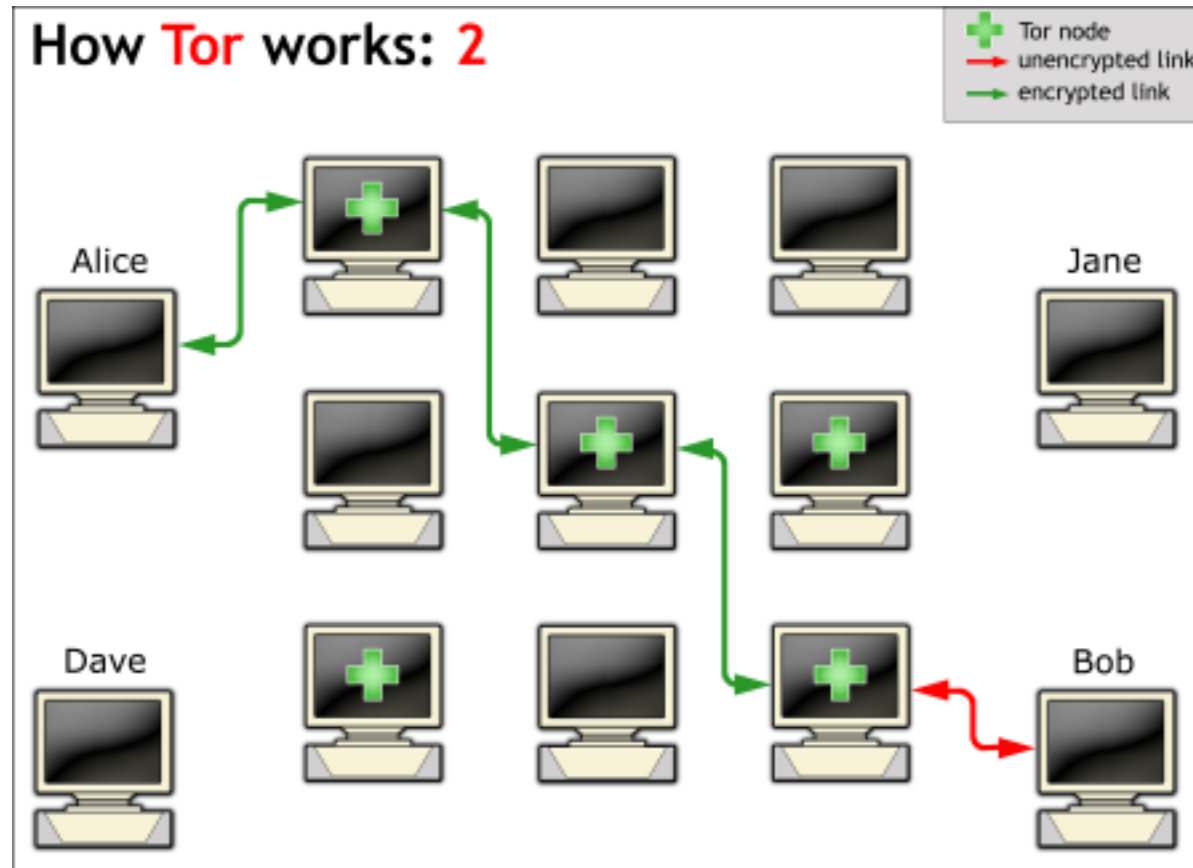 How Tor works: 2
Tor node
unencrypted link
encrypted link
Alice
Jane
Dave
Bob